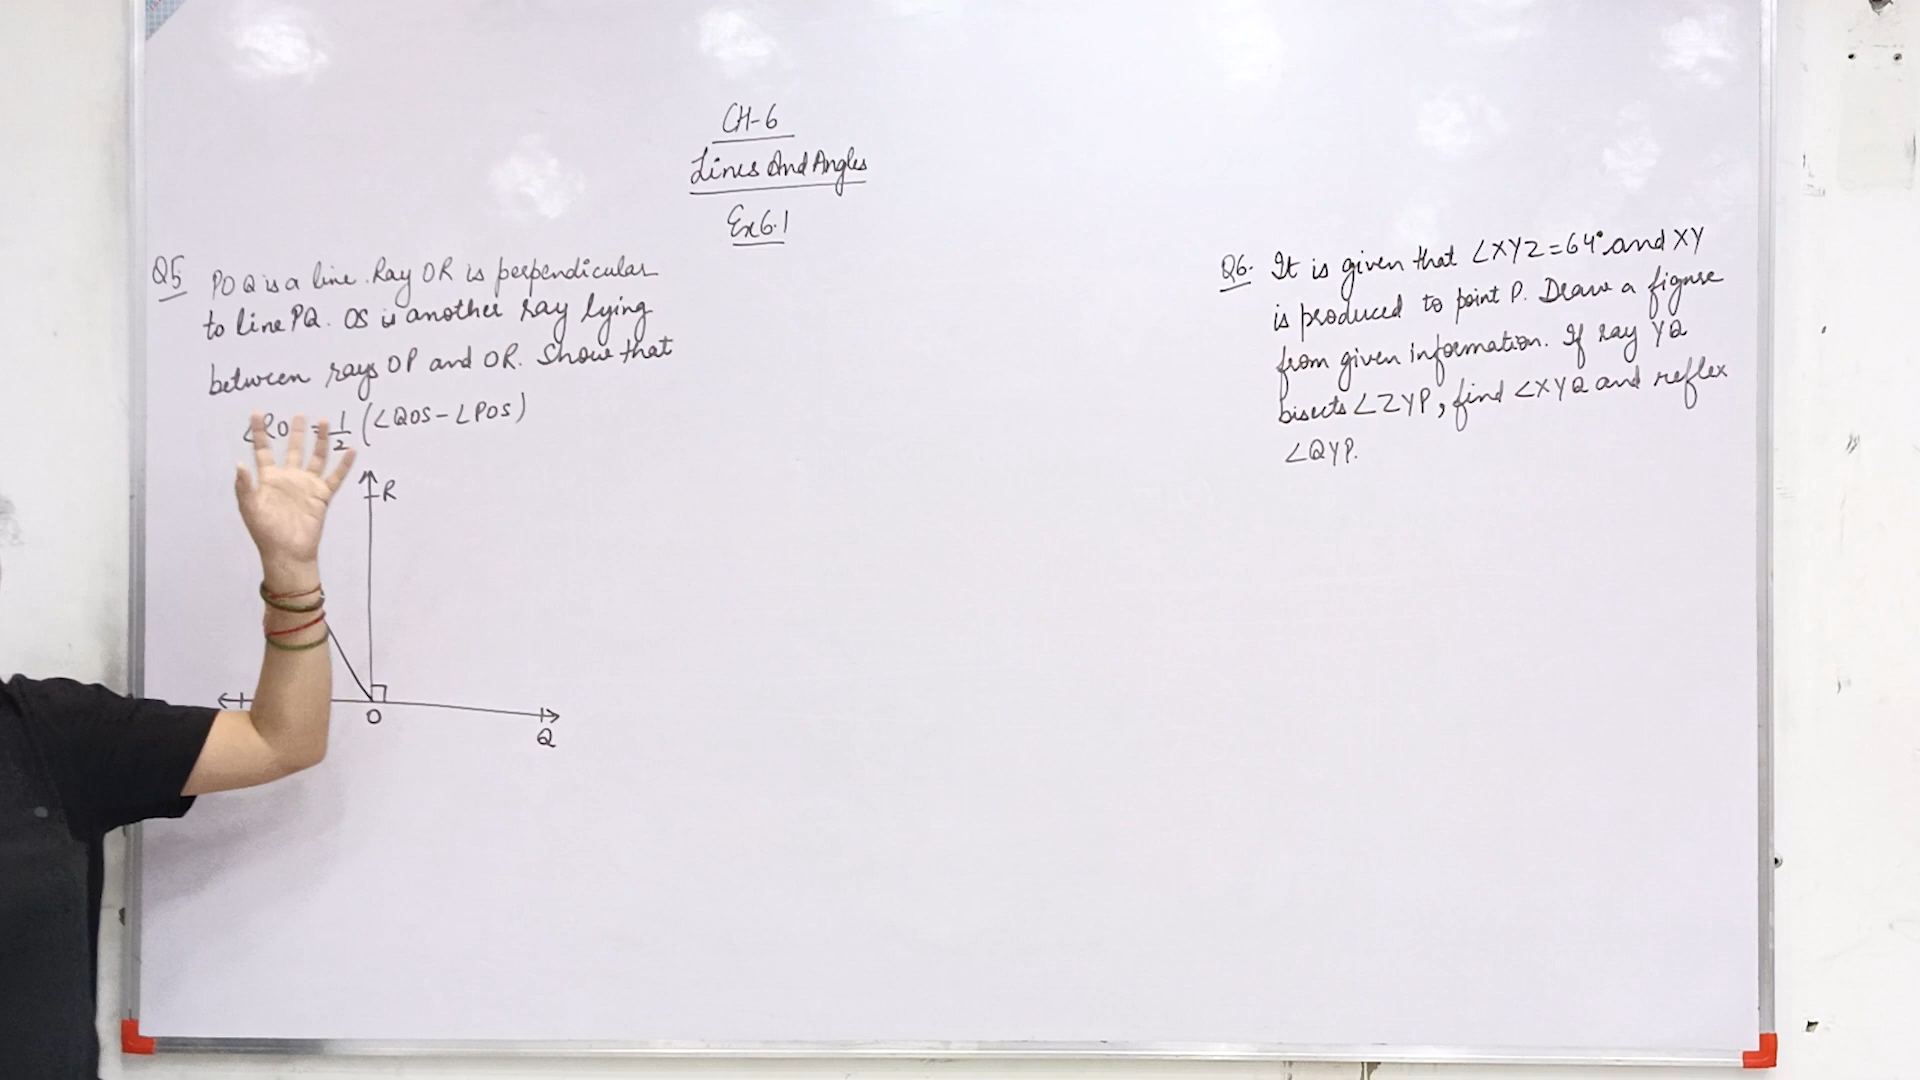 CH-6
Lines And Angles
Ex 6.1
Q5 POQ is a line. Ray OR is perpendicular
to line PQ. OS is another ray lying
between rays OP and OR. Show that
= 1/2 (∠QOS - ∠POS)
R
O
Q
Q6. It is given that ∠XYZ = 64° and XY
is produced to point P. Draw a figure
from given information. If ray YQ
bisects ∠ZYP, find ∠XYQ and reflex
∠QYP.